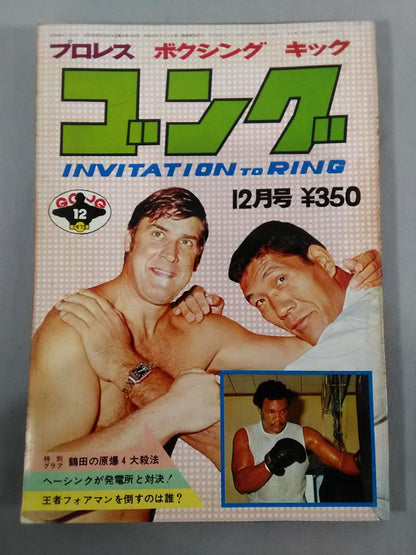 プロレス ボクシング キック
ゴング
INVITATION TO RING
GONG
12
12月号 ¥350
特別グラフ 鶴田の原爆4大殺法
ヘーシンクが発電所と対決!
王者フォアマンを倒すのは誰?